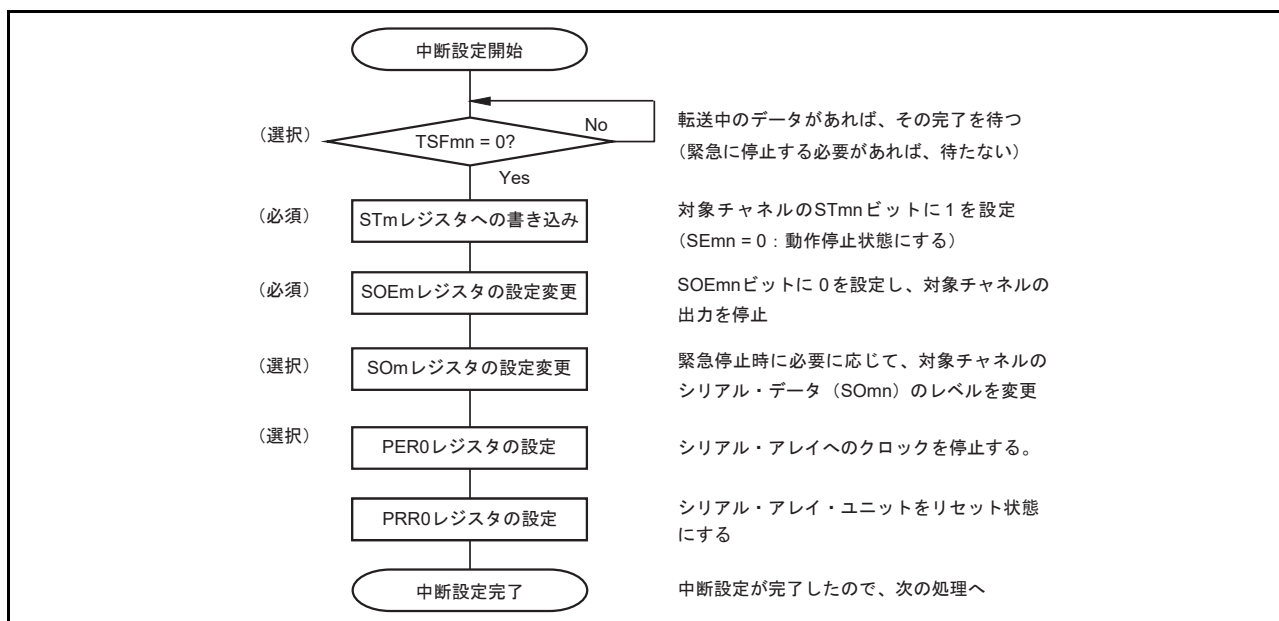 中断設定開始
（選択）
TSFmn = 0?
No
転送中のデータがあれば、その完了を待つ
（緊急に停止する必要があれば、待たない）
Yes
（必須）
STmレジスタへの書き込み
対象チャネルのSTmnビットに1を設定
（SEmn = 0：動作停止状態にする）
（必須）
SOEmレジスタの設定変更
SOEmnビットに0を設定し、対象チャネルの
出力を停止
（選択）
SOmレジスタの設定変更
緊急停止時に必要に応じて、対象チャネルの
シリアル・データ（SOmn）のレベルを変更
（選択）
PER0レジスタの設定
シリアル・アレイへのクロックを停止する。
PRR0レジスタの設定
シリアル・アレイ・ユニットをリセット状態
にする
中断設定完了
中断設定が完了したので、次の処理へ